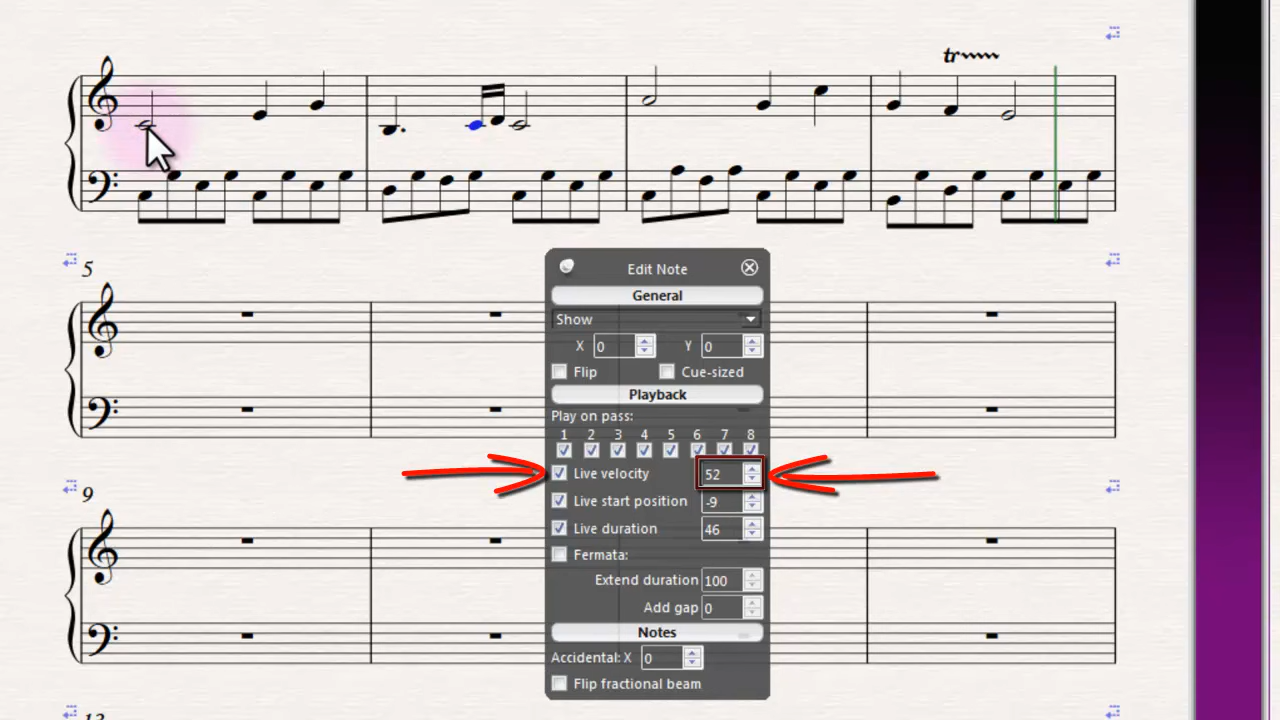 tr
5
Edit Note
General
Show
X 0 Y 0
Flip Cue-sized
Playback
Play on pass:
1 2 3 4 5 6 7 8
Live velocity 52
Live start position -9
Live duration 46
Fermata:
Extend duration 100
Add gap 0
9
Notes
Accidental: X 0
Flip fractional beam
13